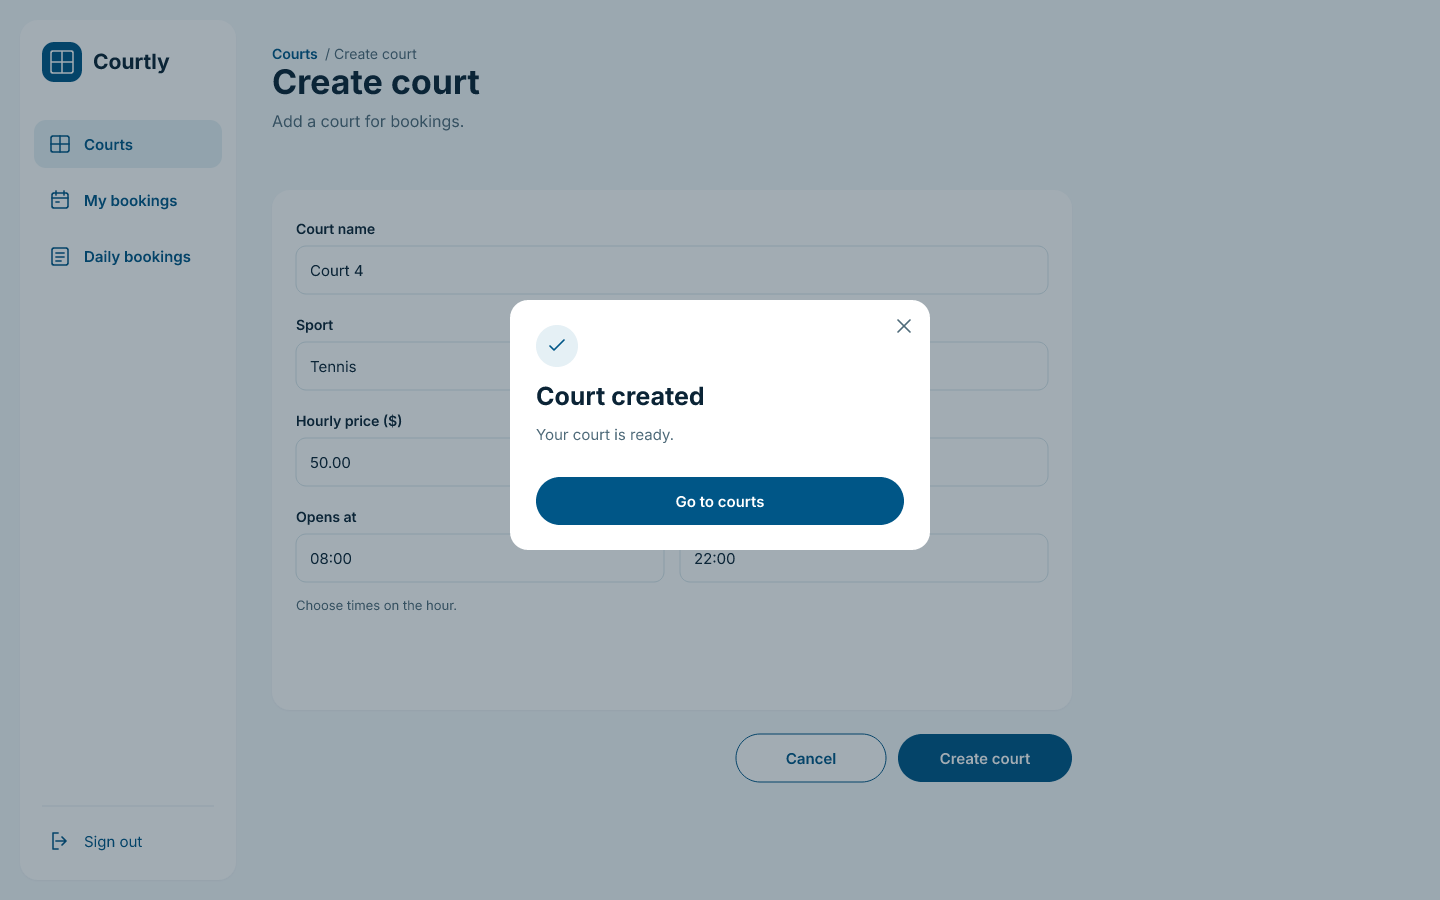 Courtly
Courts
My bookings
Daily bookings
Sign out
Courts / Create court
Create court
Add a court for bookings.
Court name
Court 4
Sport
Tennis
Hourly price ($)
50.00
Opens at
08:00
22:00
Choose times on the hour.
Cancel
Create court
Court created
Your court is ready.
Go to courts